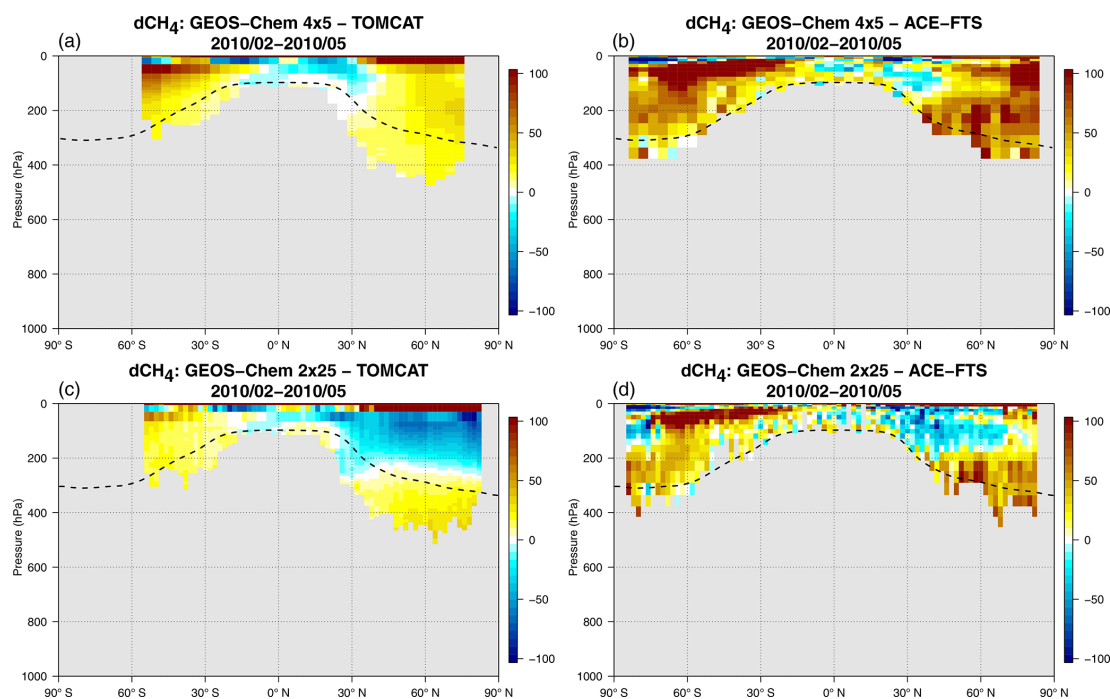 dCH4: GEOS−Chem 4x5 − TOMCAT
2010/02−2010/05
(a)
Pressure (hPa)
0
200
400
600
800
1000
90° S
60° S
30° S
0° N
30° N
60° N
90° N
100
50
0
−50
−100
dCH4: GEOS−Chem 4x5 − ACE−FTS
2010/02−2010/05
(b)
Pressure (hPa)
0
200
400
600
800
1000
90° S
60° S
30° S
0° N
30° N
60° N
90° N
100
50
0
−50
−100
dCH4: GEOS−Chem 2x25 − TOMCAT
2010/02−2010/05
(c)
Pressure (hPa)
0
200
400
600
800
1000
90° S
60° S
30° S
0° N
30° N
60° N
90° N
100
50
0
−50
−100
dCH4: GEOS−Chem 2x25 − ACE−FTS
2010/02−2010/05
(d)
Pressure (hPa)
0
200
400
600
800
1000
90° S
60° S
30° S
0° N
30° N
60° N
90° N
100
50
0
−50
−100